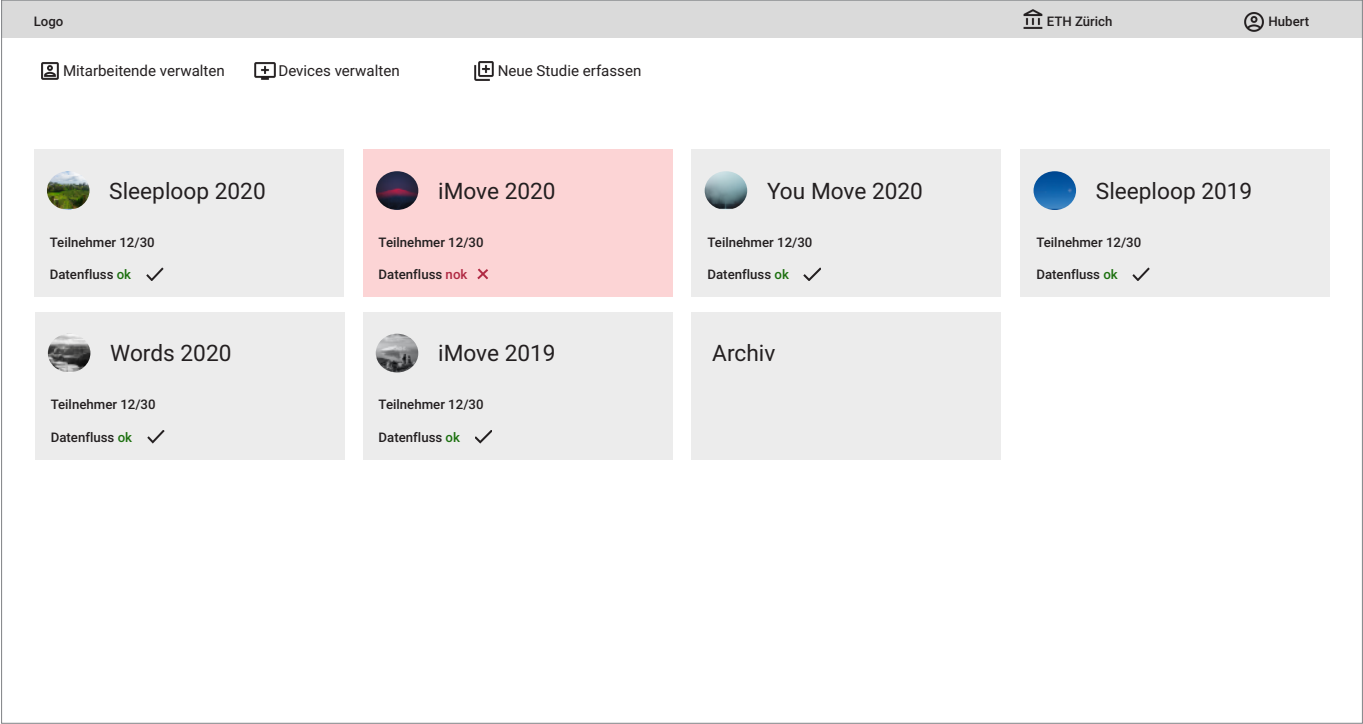 Logo
ETH Zürich
Hubert
Mitarbeitende verwalten
Devices verwalten
Neue Studie erfassen
Sleeploop 2020
Teilnehmer 12/30
Datenfluss ok
iMove 2020
Teilnehmer 12/30
Datenfluss nok
You Move 2020
Teilnehmer 12/30
Datenfluss ok
Sleeploop 2019
Teilnehmer 12/30
Datenfluss ok
Words 2020
Teilnehmer 12/30
Datenfluss ok
iMove 2019
Teilnehmer 12/30
Datenfluss ok
Archiv